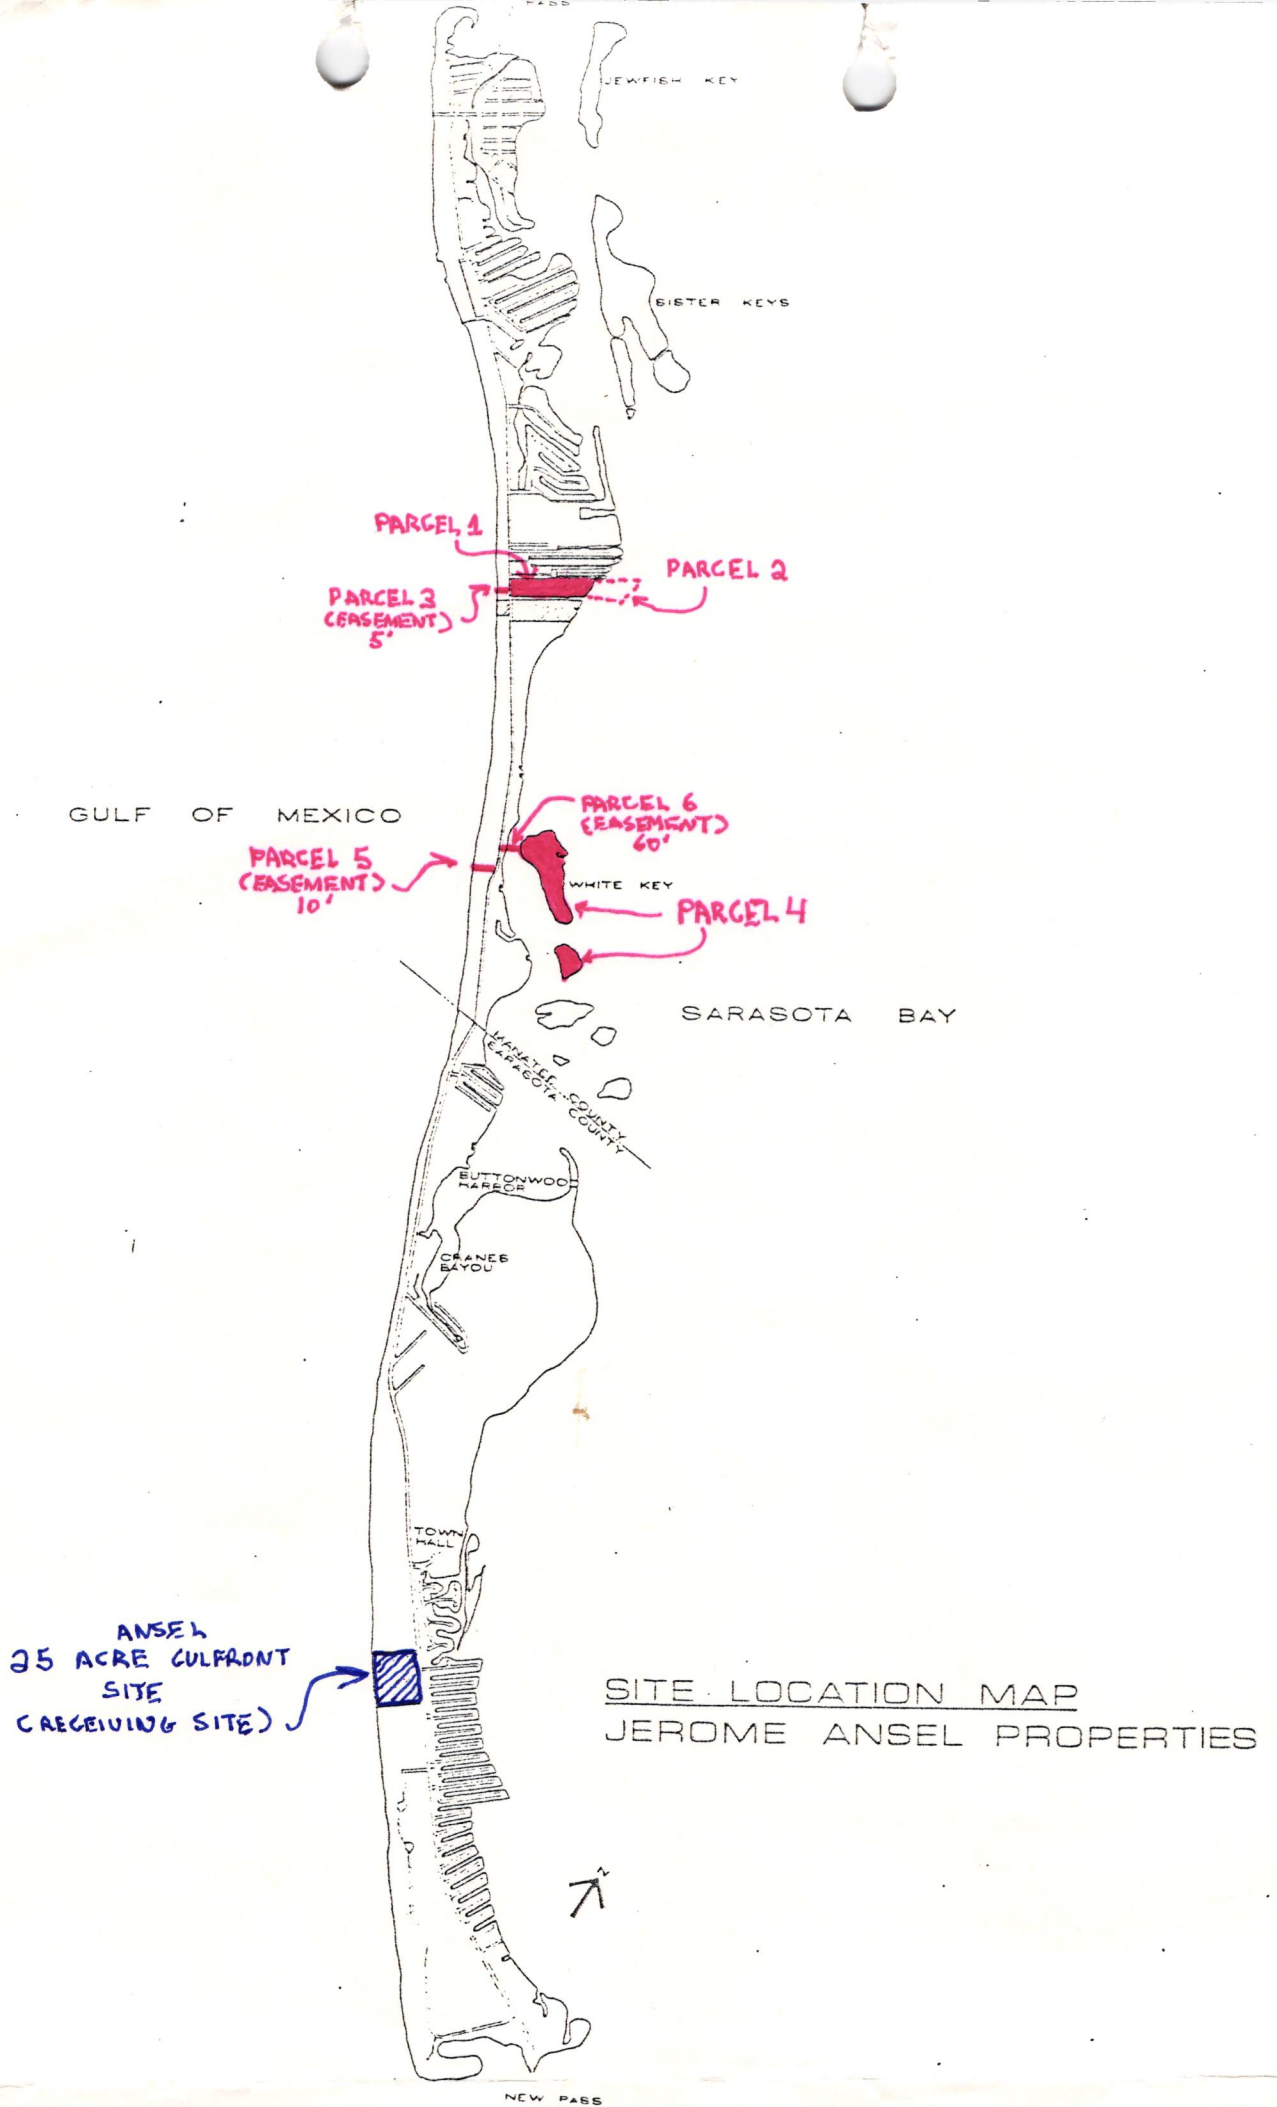 PASS
JEWFISH KEY
SISTER KEYS
PARCEL 1
PARCEL 2
PARCEL 3
(EASEMENT)
5'
GULF OF MEXICO
PARCEL 6
(EASEMENT)
60'
PARCEL 5
(EASEMENT)
10'
WHITE KEY
PARCEL 4
SARASOTA BAY
MANATEE COUNTY
SARASOTA COUNTY
BUTTONWOO
HARBOR
CRANES
BAYOU
TOWN
HALL
ANSEL
25 ACRE GULFRONT
SITE
(RECEIVING SITE)
SITE LOCATION MAP
JEROME ANSEL PROPERTIES
N
NEW PASS